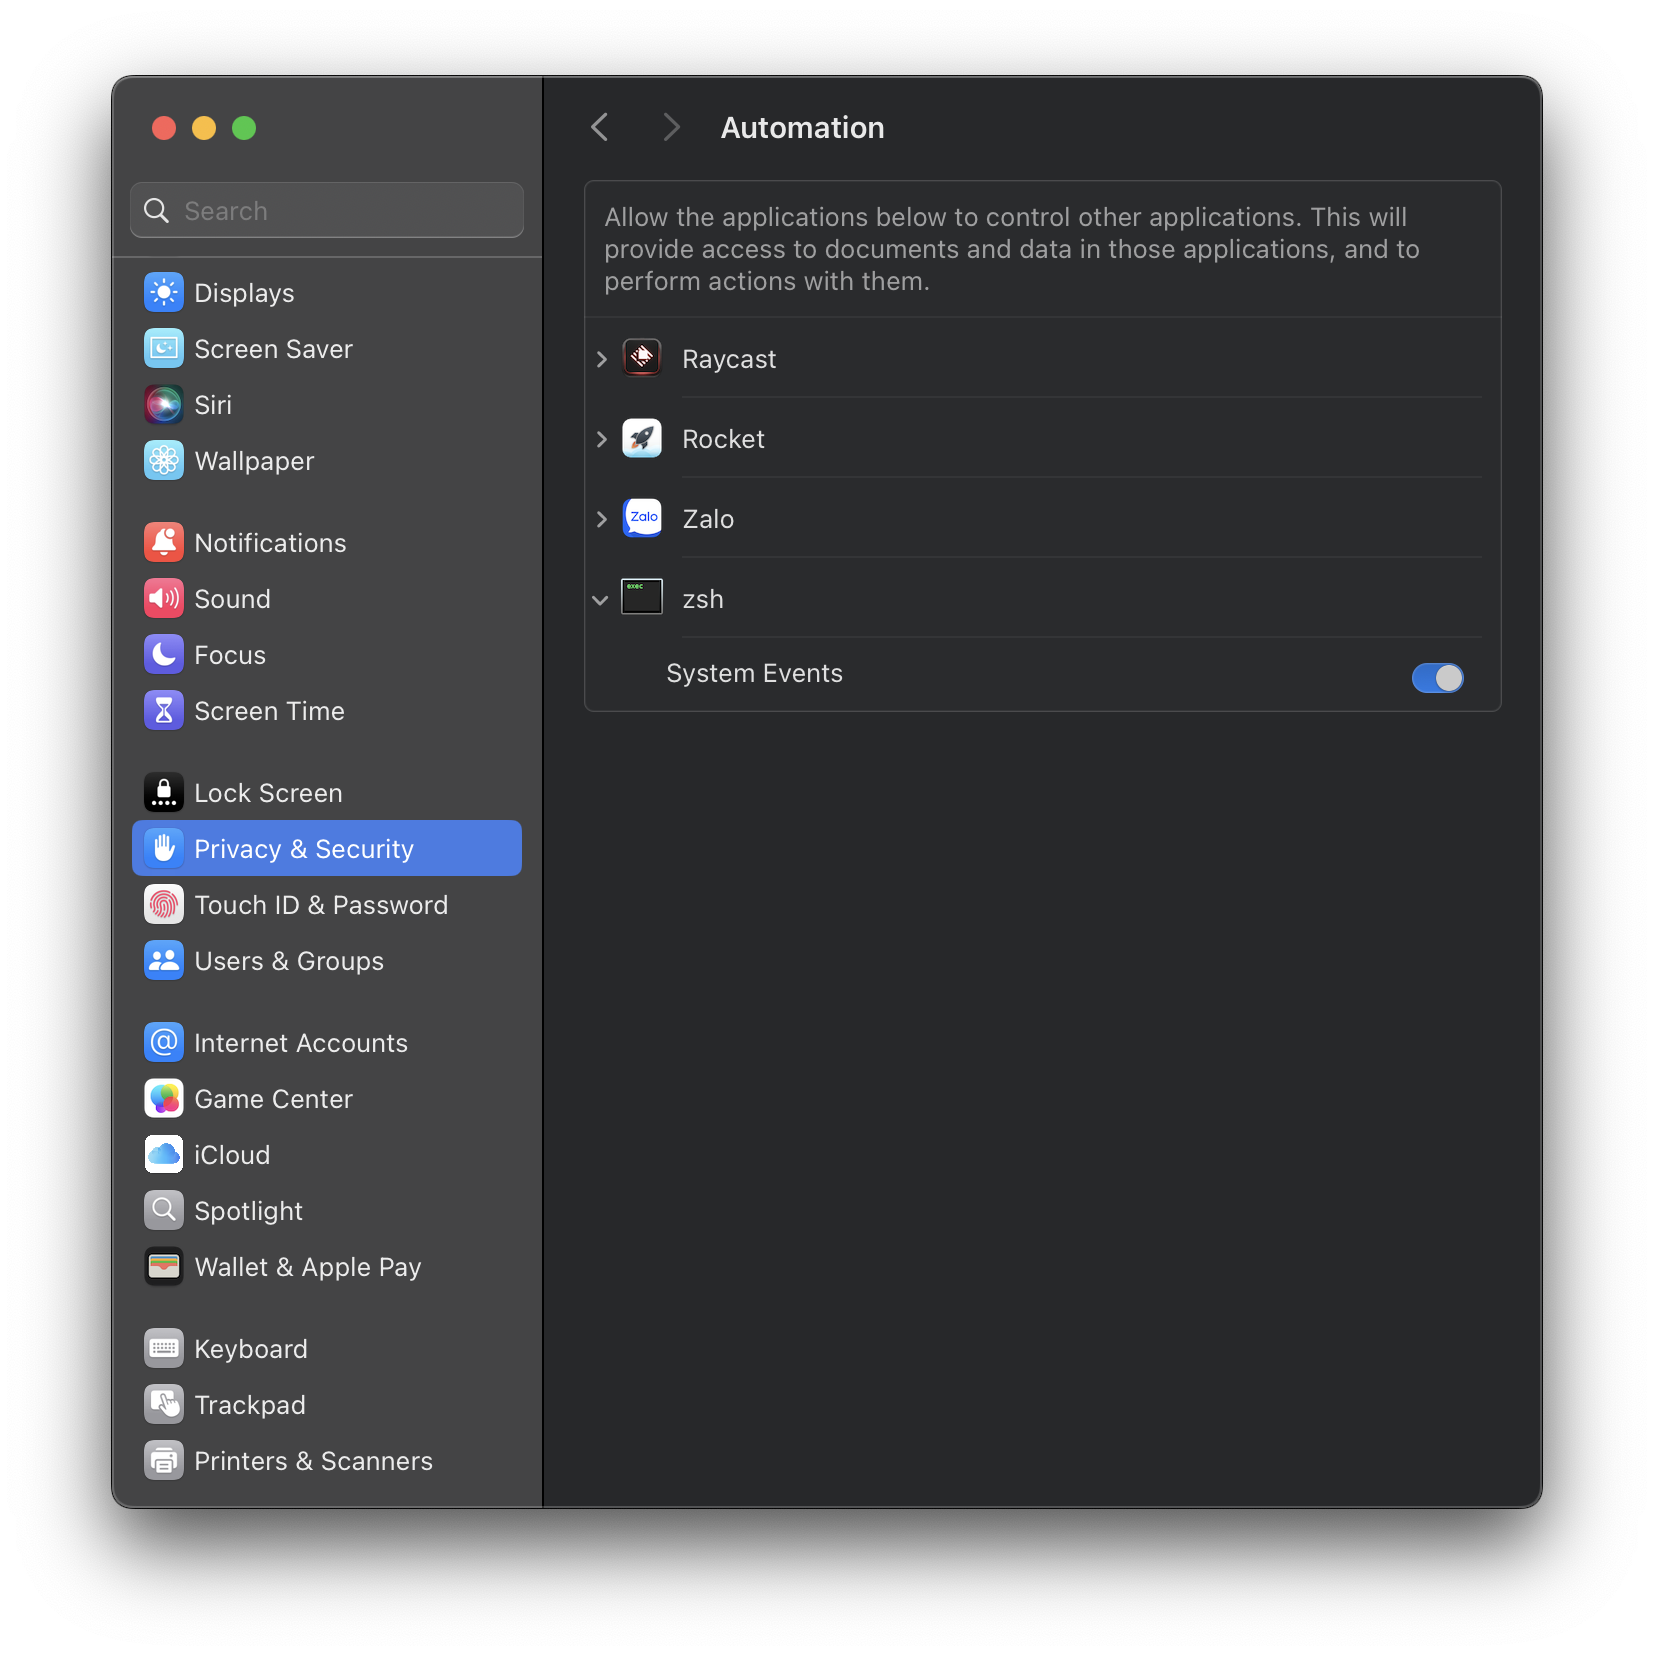 Search
Displays
Screen Saver
Siri
Wallpaper
Notifications
Sound
Focus
Screen Time
Lock Screen
Privacy & Security
Touch ID & Password
Users & Groups
@ Internet Accounts
Game Center
iCloud
Spotlight
Wallet & Apple Pay
Keyboard
Trackpad
Printers & Scanners
Automation
Allow the applications below to control other applications. This will
provide access to documents and data in those applications, and to
perform actions with them.
Raycast
Rocket
Zalo Zalo
exec zsh
System Events